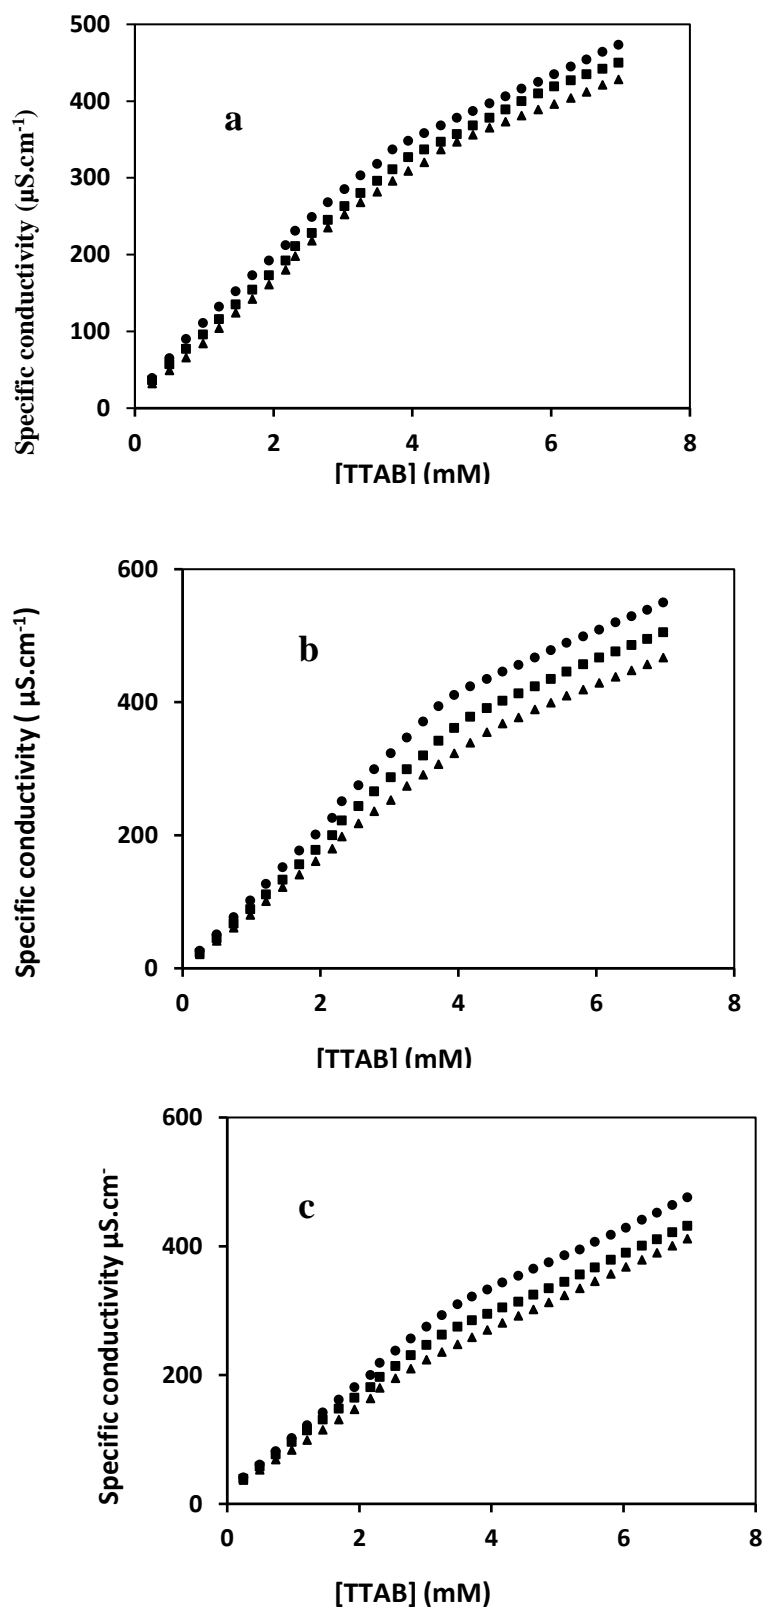 500
400
300
200
100
0
0 2 4 6 8
Specific conductivity (µS.cm-1)
a
[TTAB] (mM)
600
400
200
0
0 2 4 6 8
Specific conductivity ( µS.cm-1)
b
[TTAB] (mM)
600
400
200
0
0 2 4 6 8
Specific conductivity µS.cm-
c
[TTAB] (mM)